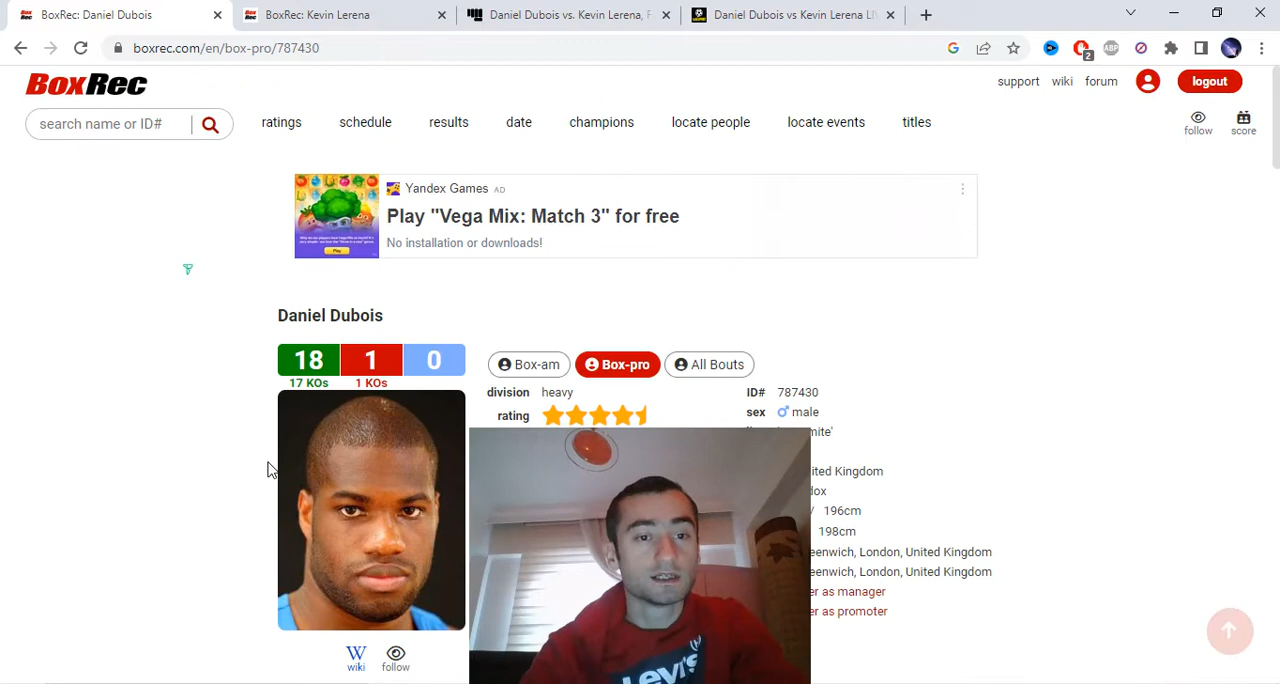 BoxRec: Daniel Dubois
BoxRec: Kevin Lerena
Daniel Dubois vs. Kevin Lerena,
Daniel Dubois vs Kevin Lerena
boxrec.com/en/box-pro/787430
2
ABP
BoxRec
support
wiki
forum
logout
search name or ID#
ratings
schedule
results
date
champions
locate people
locate events
titles
follow
score
Yandex Games AD
Play "Vega Mix: Match 3" for free
No installation or downloads!
Daniel Dubois
18
1
0
17 KOs
1 KOs
Box-am
Box-pro
All Bouts
division
heavy
ID#
787430
rating
sex
male
mite'
ited Kingdom
dox
/ 196cm
198cm
eenwich, London, United Kingdom
eenwich, London, United Kingdom
er as manager
er as promoter
W
wiki
follow
Levi's